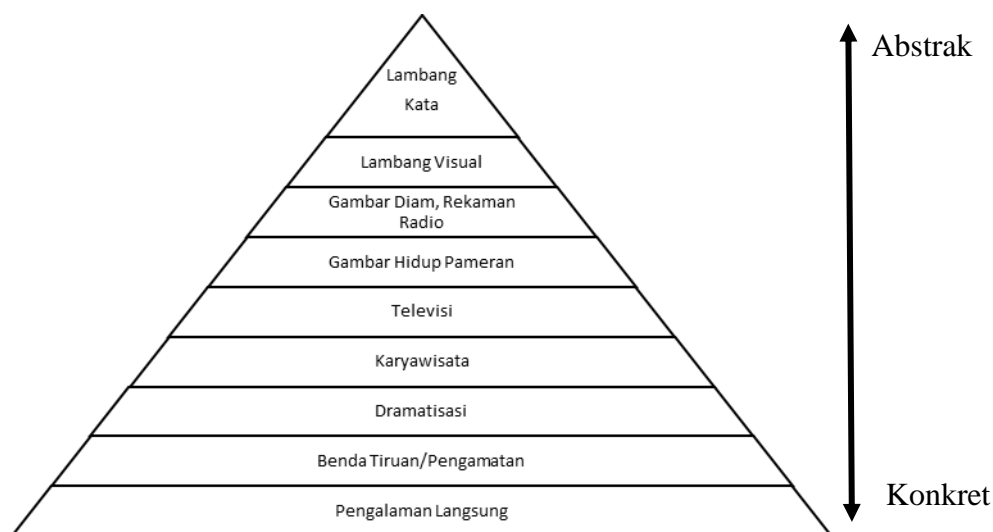 Abstrak
Lambang
Kata
Lambang Visual
Gambar Diam, Rekaman
Radio
Gambar Hidup Pameran
Televisi
Karyawisata
Dramatisasi
Benda Tiruan/Pengamatan
Konkret
Pengalaman Langsung